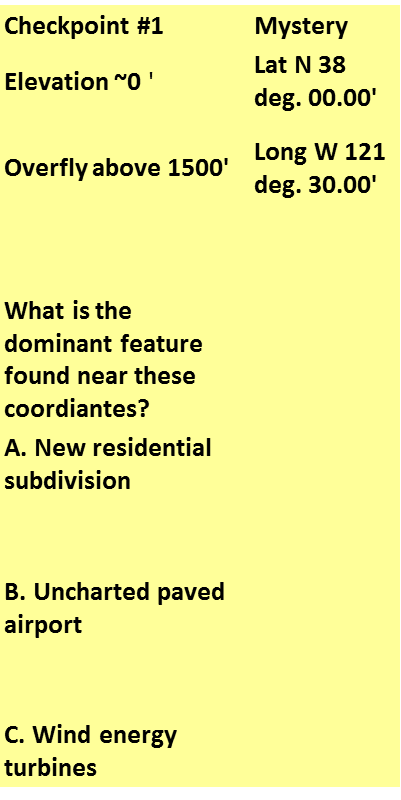 Checkpoint #1
Mystery
Elevation ~0 '
Lat N 38
deg. 00.00'
Overfly above 1500'
Long W 121
deg. 30.00'
What is the
dominant feature
found near these
coordiantes?
A. New residential
subdivision
B. Uncharted paved
airport
C. Wind energy
turbines